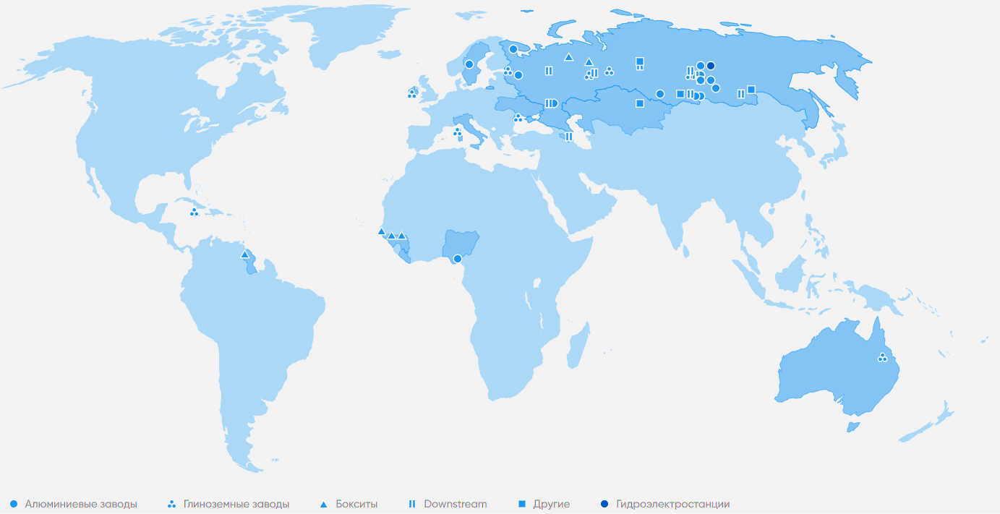 Алюминиевые заводы Глиноземные заводы Бокситы Downstream Другие Гидроэлектростанции